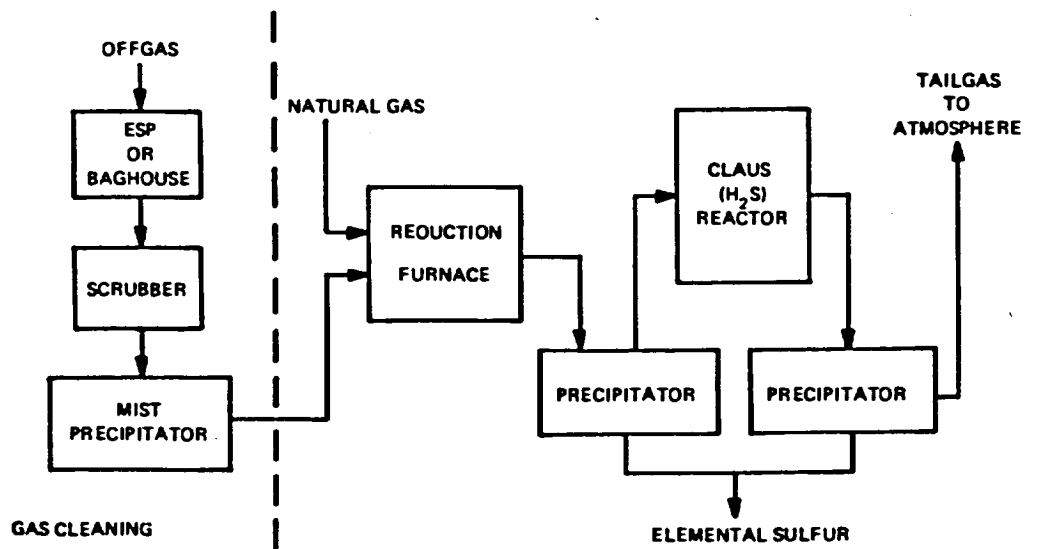 OFFGAS
ESP
OR
BAGHOUSE
SCRUBBER
MIST
PRECIPITATOR
GAS CLEANING
NATURAL GAS
REDUCTION
FURNACE
PRECIPITATOR
CLAUS
(H₂S)
REACTOR
PRECIPITATOR
TAILGAS
TO
ATMOSPHERE
ELEMENTAL SULFUR